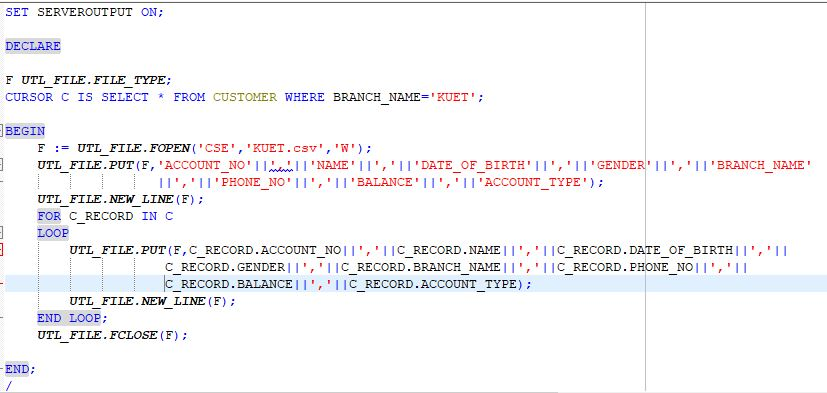 SET SERVEROUTPUT ON;
DECLARE
F UTL_FILE.FILE_TYPE;
CURSOR C IS SELECT * FROM CUSTOMER WHERE BRANCH_NAME='KUET';
BEGIN
F := UTL_FILE.FOPEN('CSE','KUET.csv','W');
UTL_FILE.PUT(F,'ACCOUNT_NO'||','||'NAME'||','||'DATE_OF_BIRTH'||','||'GENDER'||','||'BRANCH_NAME'
||','||'PHONE_NO'||','||'BALANCE'||','||'ACCOUNT_TYPE');
UTL_FILE.NEW_LINE(F);
FOR C_RECORD IN C
LOOP
UTL_FILE.PUT(F,C_RECORD.ACCOUNT_NO||','||C_RECORD.NAME||','||C_RECORD.DATE_OF_BIRTH||','||
C_RECORD.GENDER||','||C_RECORD.BRANCH_NAME||','||C_RECORD.PHONE_NO||','||
C_RECORD.BALANCE||','||C_RECORD.ACCOUNT_TYPE);
UTL_FILE.NEW_LINE(F);
END LOOP;
UTL_FILE.FCLOSE(F);
END;
/